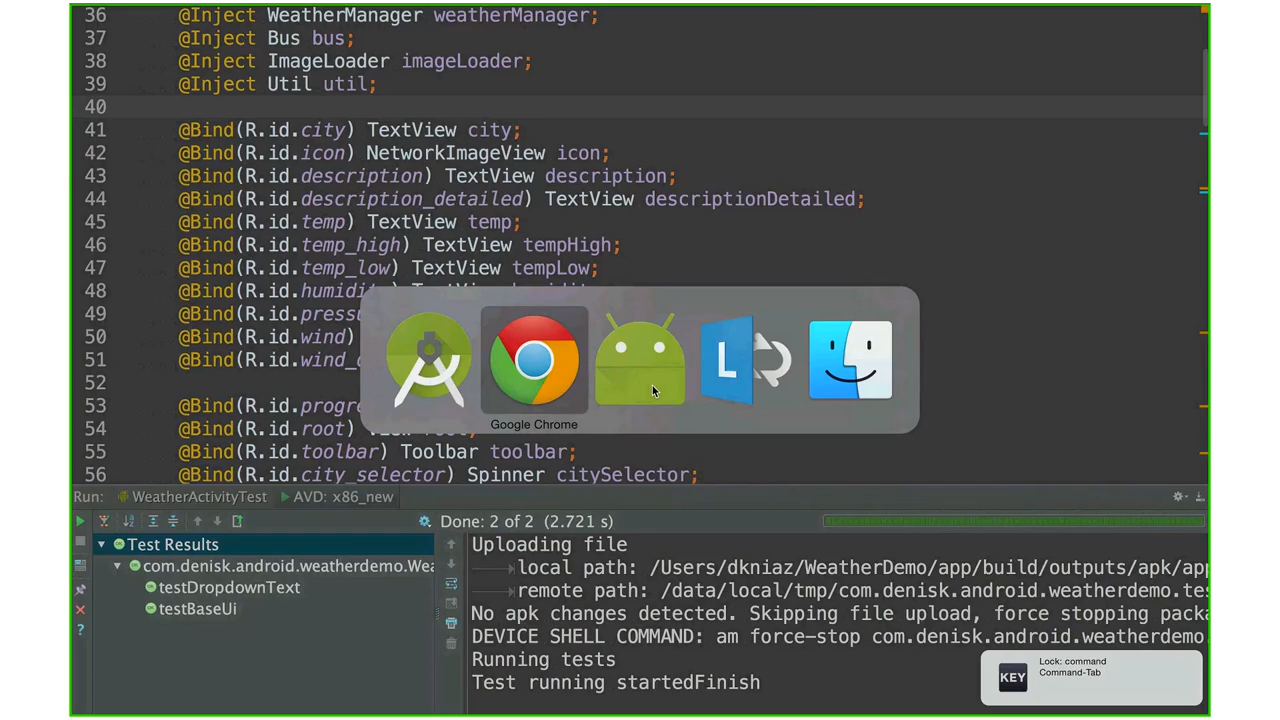 36 @Inject WeatherManager weatherManager;
37 @Inject Bus bus;
38 @Inject ImageLoader imageLoader;
39 @Inject Util util;
40
41 @Bind(R.id.city) TextView city;
42 @Bind(R.id.icon) NetworkImageView icon;
43 @Bind(R.id.description) TextView description;
44 @Bind(R.id.description_detailed) TextView descriptionDetailed;
45 @Bind(R.id.temp) TextView temp;
46 @Bind(R.id.temp_high) TextView tempHigh;
47 @Bind(R.id.temp_low) TextView tempLow;
48 @Bind(R.id.humidi
49 @Bind(R.id.press
50 @Bind(R.id.wind)
51 @Bind(R.id.wind_
52
53 @Bind(R.id.progr
54 @Bind(R.id.root)
55 @Bind(R.id.toolbar) Toolbar toolbar;
56 @Bind(R.id.city_selector) Spinner citySelector;
L
Google Chrome
Run: WeatherActivityTest AVD: x86_new
Done: 2 of 2 (2.721 s)
Test Results
com.denisk.android.weatherdemo.Wea
testDropdownText
testBaseUi
Uploading file
local path: /Users/dkniaz/WeatherDemo/app/build/outputs/apk/app
remote path: /data/local/tmp/com.denisk.android.weatherdemo.tes
No apk changes detected. Skipping file upload, force stopping packa
DEVICE SHELL COMMAND: am force-stop com.denisk.android.weatherdemo.
Running tests
Test running startedFinish
KEY
Lock: command
Command-Tab